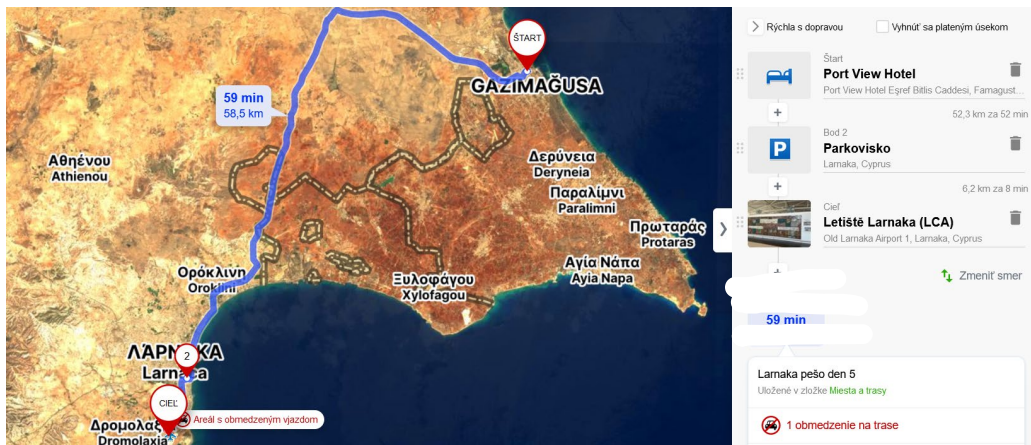 ŠTART
GAZIMAĞUSA
59 min
58,5 km
Αθηένου
Athienou
Δερύνεια
Deryneia
Παραλίμνι
Paralimni
Πρωταράς
Protaras
Αγία Νάπα
Ayia Napa
Ορόκλινη
Oroklini
Ξυλοφάγου
Xylofagou
2
Larnaca
CIEĽ
Areál s obmedzeným vjazdom
Dromolaxia
Rýchla s dopravou
Vyhnúť sa plateným úsekom
Štart
Port View Hotel
Port View Hotel Eşref Bitlis Caddesi, Famagust...
52,3 km za 52 min
Bod 2
P
Parkovisko
Larnaka, Cyprus
6,2 km za 8 min
Cieľ
Letiště Larnaka (LCA)
Old Larnaka Airport 1, Larnaka, Cyprus
Zmeniť smer
59 min
Larnaka pešo den 5
Uložené v zložke Miesta a trasy
1 obmedzenie na trase